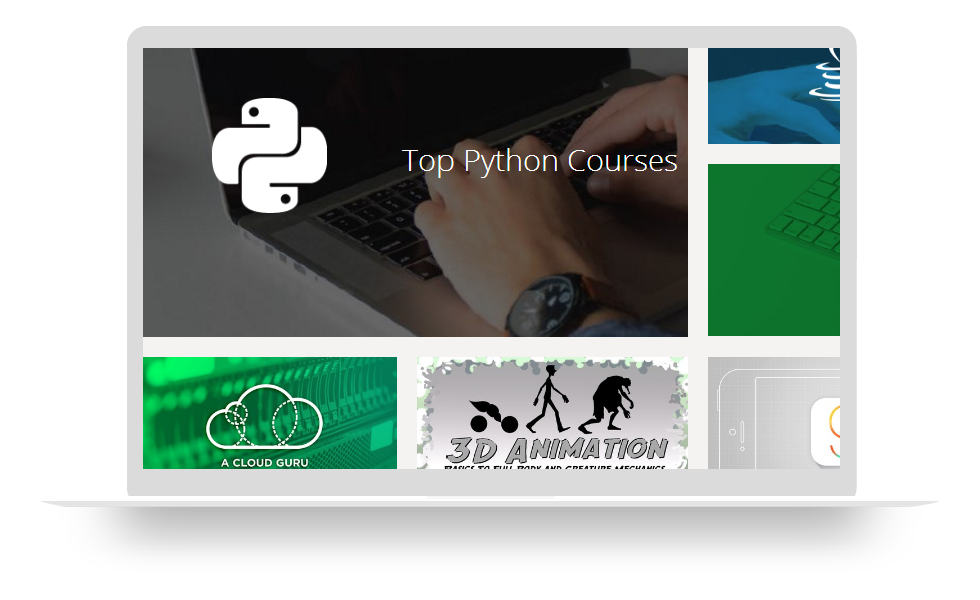 Top Python Courses
A CLOUD GURU
3D ANIMATION
BASICS TO FULL BODY AND CREATURE MECHANICS